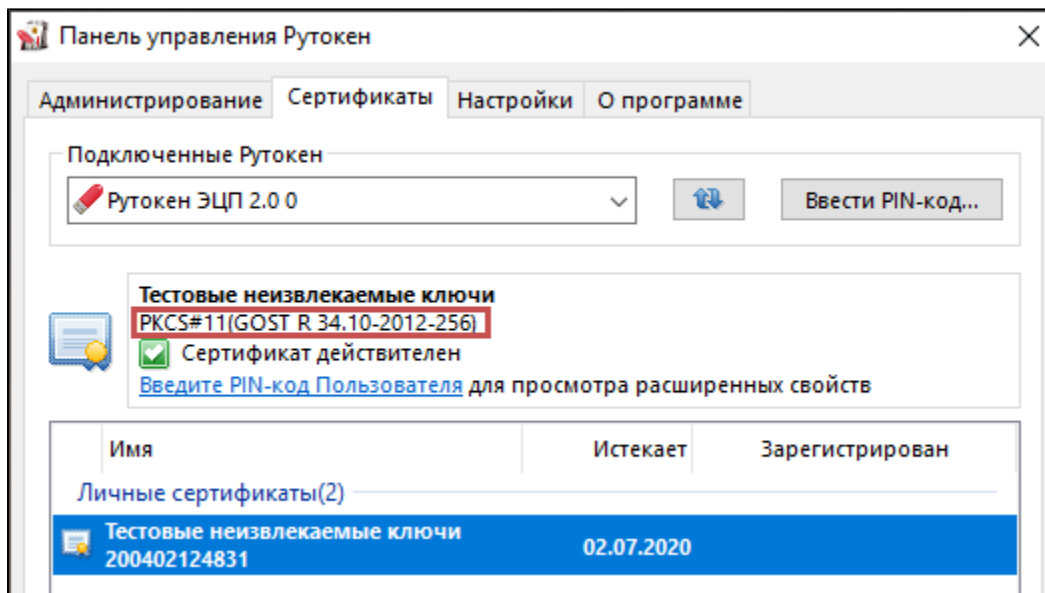 Панель управления Рутокен
Администрирование Сертификаты Настройки О программе
Подключенные Рутокен
Рутокен ЭЦП 2.0 0 Ввести PIN-код...
Тестовые неизвлекаемые ключи
PKCS#11(GOST R 34.10-2012-256)
Сертификат действителен
Введите PIN-код Пользователя для просмотра расширенных свойств
Имя Истекает Зарегистрирован
Личные сертификаты(2)
Тестовые неизвлекаемые ключи
200402124831 02.07.2020